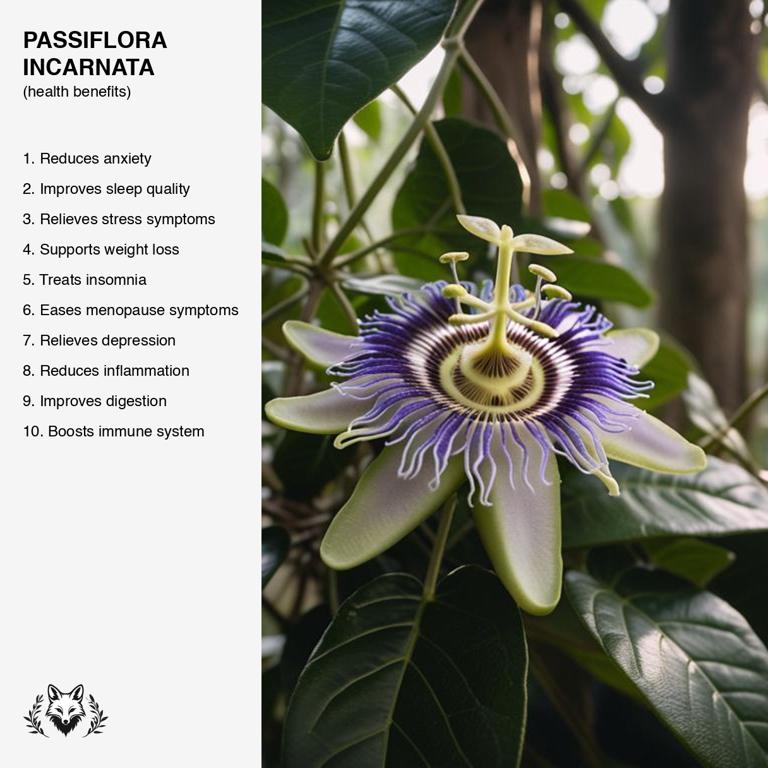 PASSIFLORA
INCARNATA
(health benefits)
1. Reduces anxiety
2. Improves sleep quality
3. Relieves stress symptoms
4. Supports weight loss
5. Treats insomnia
6. Eases menopause symptoms
7. Relieves depression
8. Reduces inflammation
9. Improves digestion
10. Boosts immune system